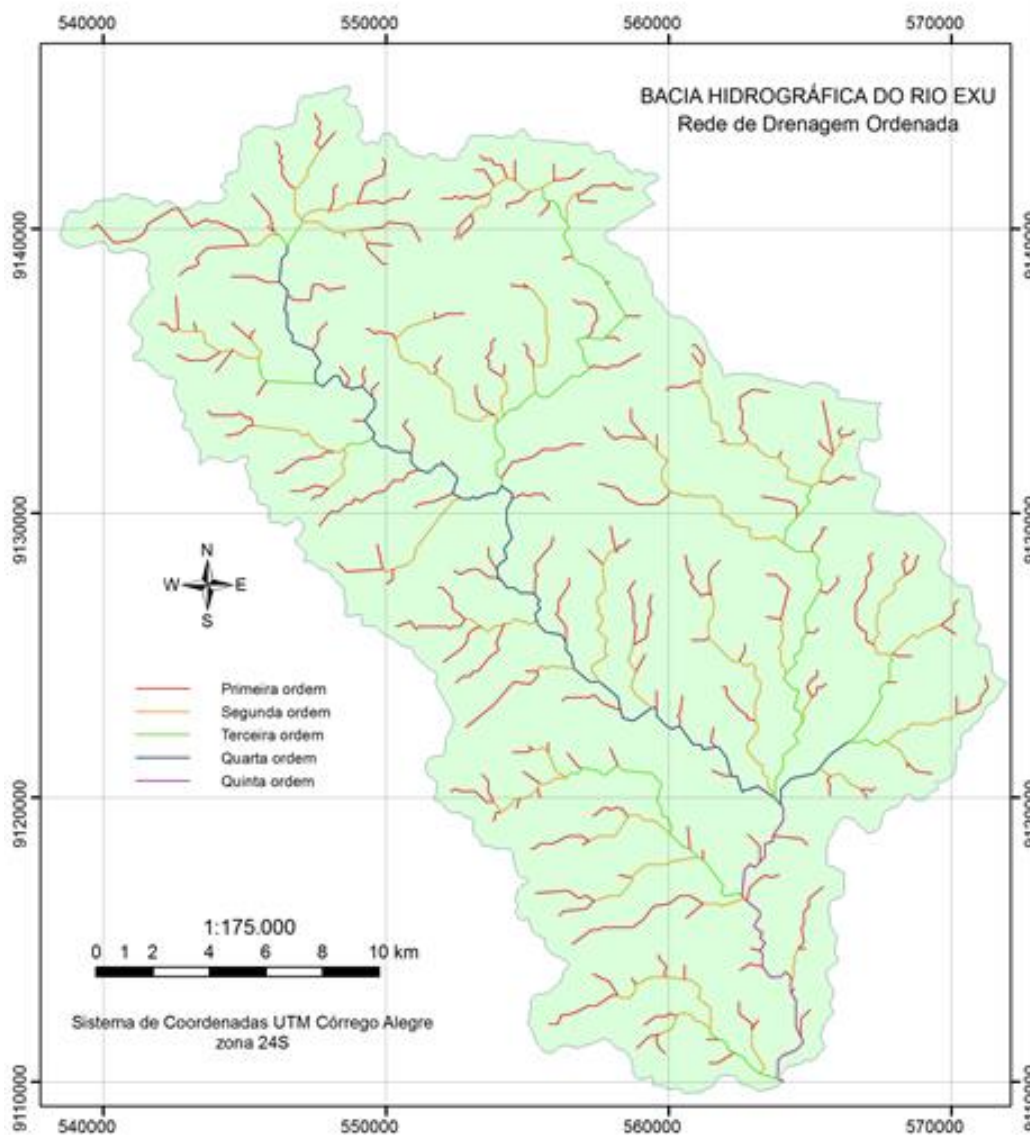 540000 550000 560000 570000
BACIA HIDROGRÁFICA DO RIO EXU
Rede de Drenagem Ordenada
9140000 9140000
9130000 9130000
N
W E
S
Primeira ordem
Segunda ordem
Terceira ordem
Quarta ordem
Quinta ordem
9120000 9120000
1:175.000
0 1 2 4 6 8 10 km
Sistema de Coordenadas UTM Córrego Alegre
zona 24S
9110000 9110000
540000 550000 560000 570000